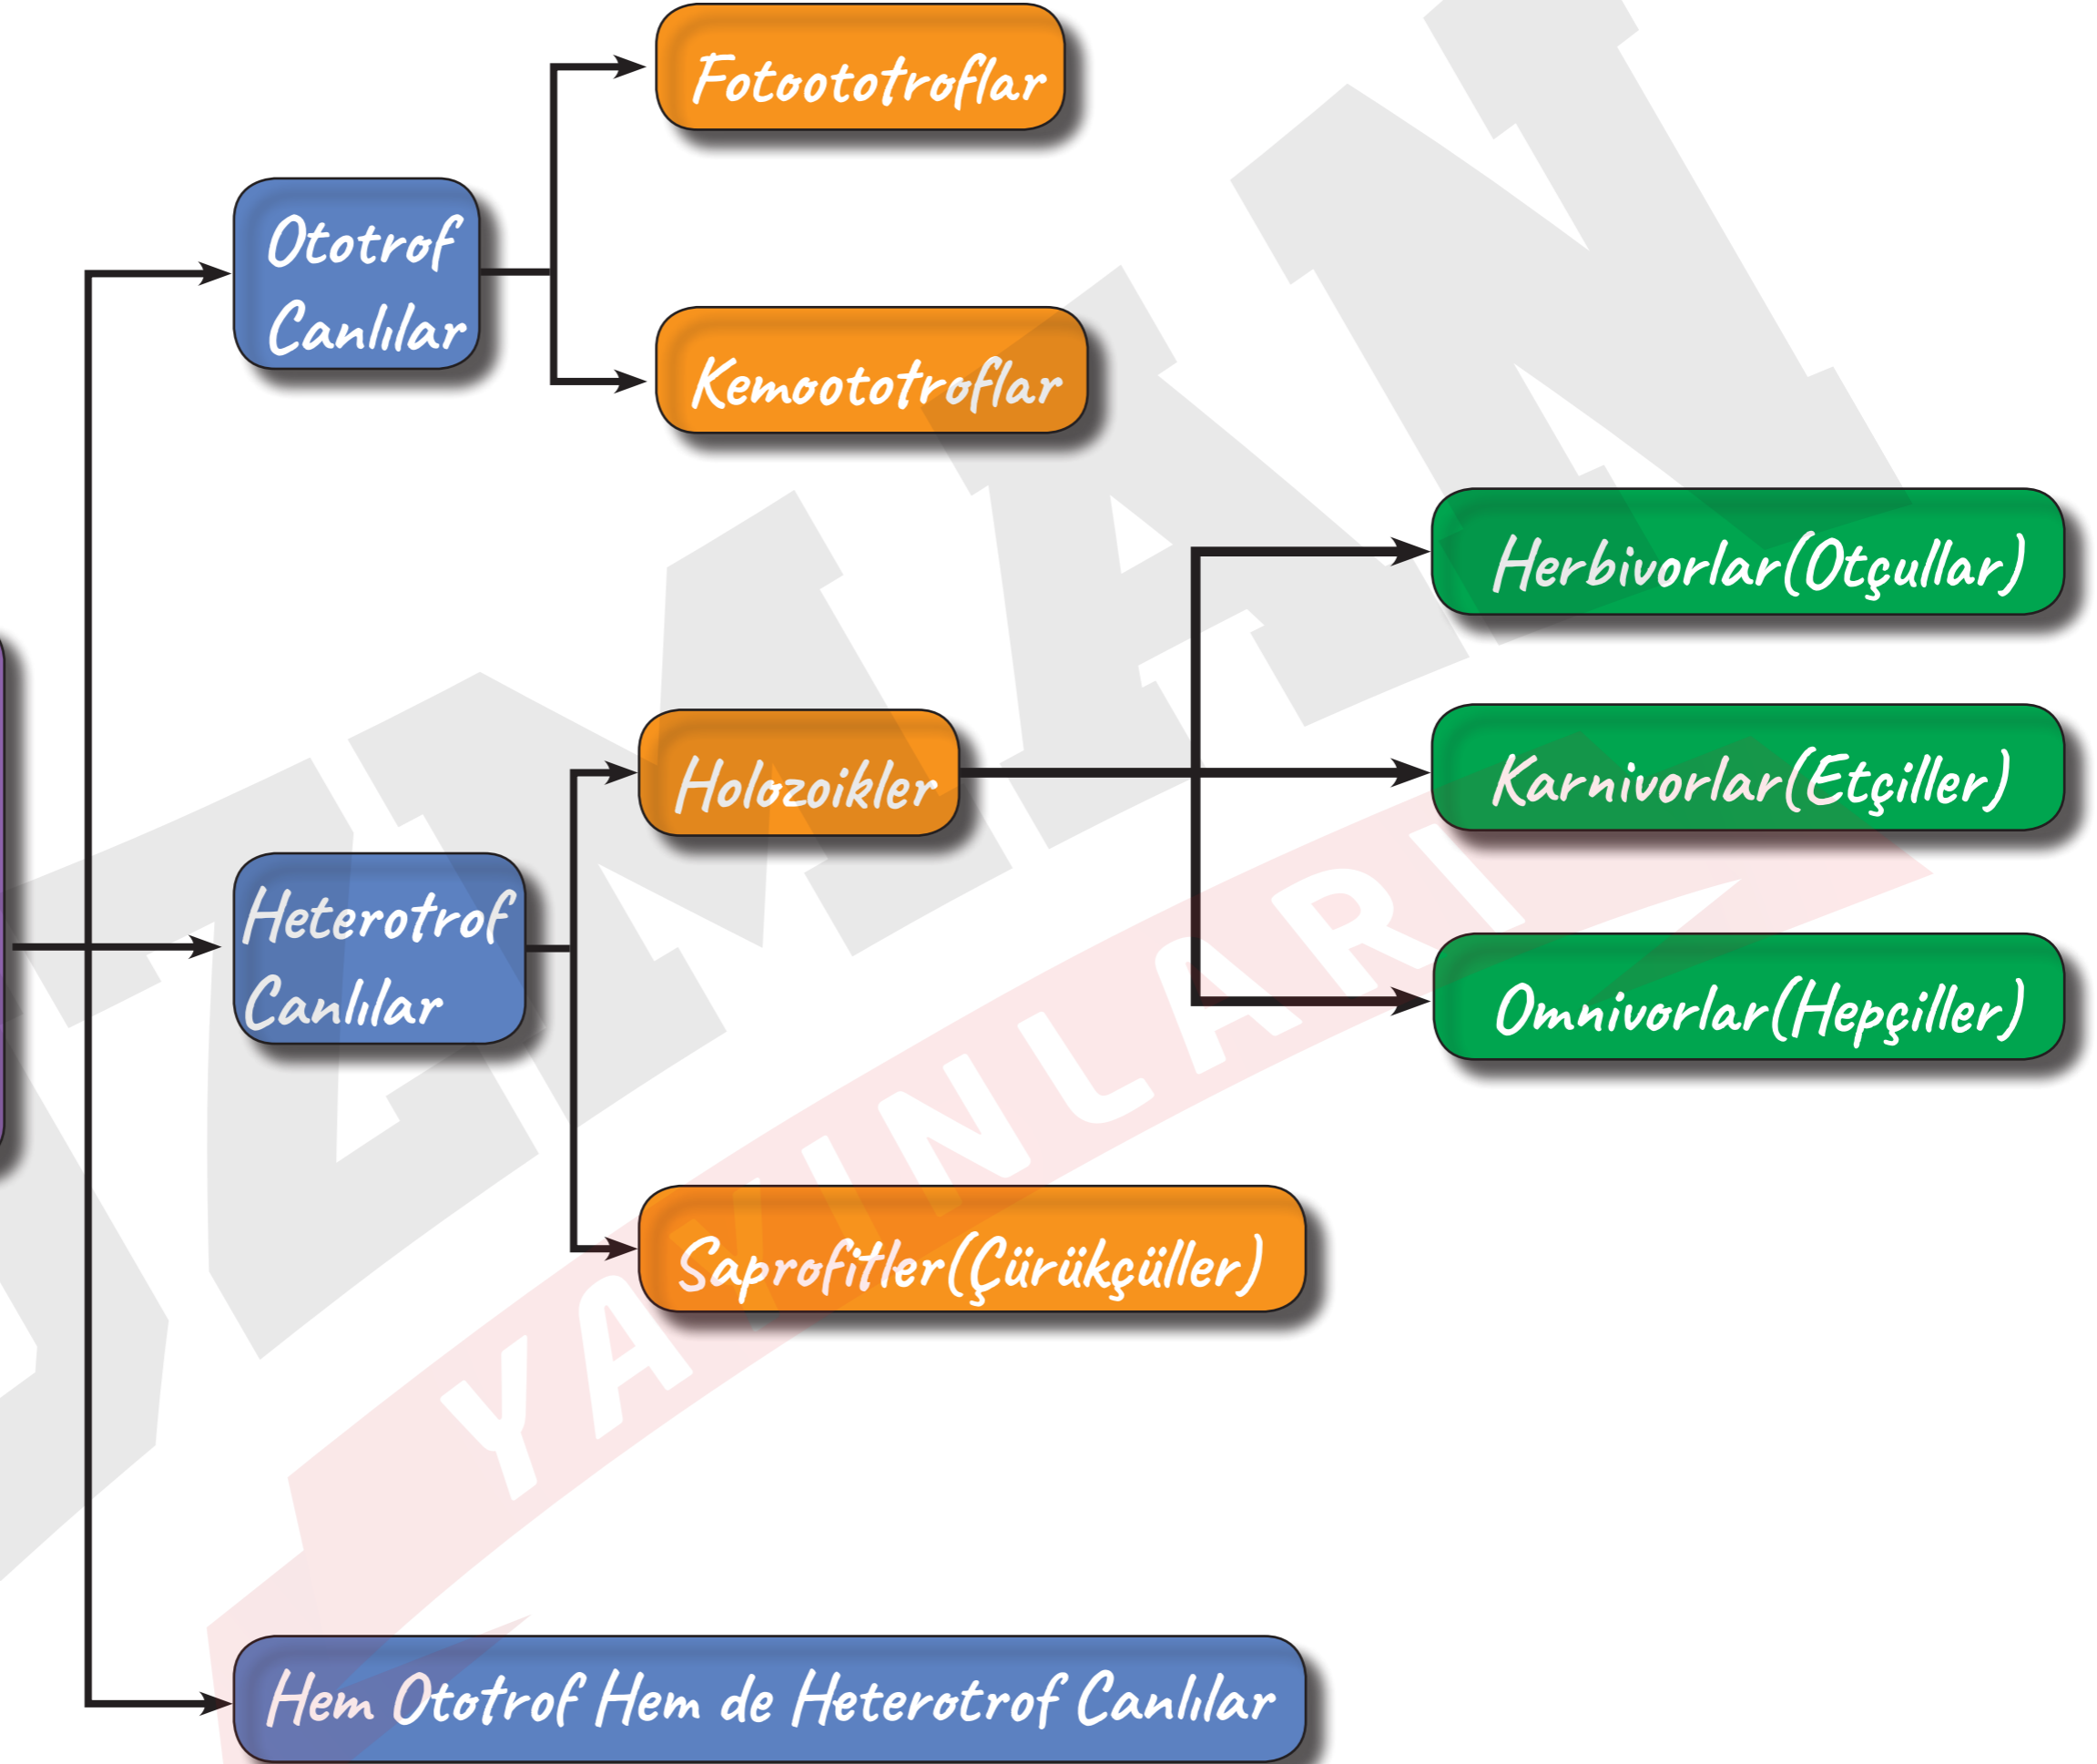 Fotoototroflar
Ototrof
Canlılar
Kemoototroflar
Herbivorlar(Otçullar)
Holozoikler
Karnivorlar(Etçiller)
Heterotrof
Canlılar
Omnivorlar(Hepçiller)
Saprofitler(Çürükçüller)
Hem Ototrof Hem de Heterotrof Canlılar
YAYINLARI